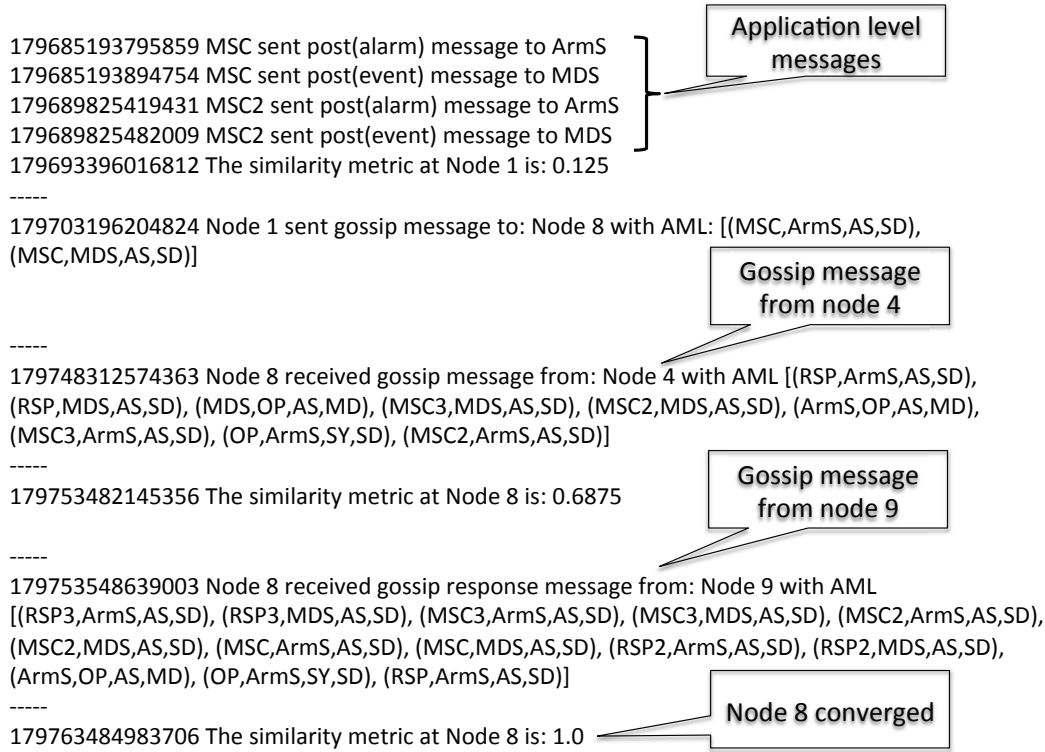 Application level
messages
179685193795859 MSC sent post(alarm) message to ArmS
179685193894754 MSC sent post(event) message to MDS
179689825419431 MSC2 sent post(alarm) message to ArmS
179689825482009 MSC2 sent post(event) message to MDS
179693396016812 The similarity metric at Node 1 is: 0.125
-----
179703196204824 Node 1 sent gossip message to: Node 8 with AML: [(MSC,ArmS,AS,SD),
(MSC,MDS,AS,SD)]
Gossip message
from node 4
-----
179748312574363 Node 8 received gossip message from: Node 4 with AML [(RSP,ArmS,AS,SD),
(RSP,MDS,AS,SD), (MDS,OP,AS,MD), (MSC3,MDS,AS,SD), (MSC2,MDS,AS,SD), (ArmS,OP,AS,MD),
(MSC3,ArmS,AS,SD), (OP,ArmS,SY,SD), (MSC2,ArmS,AS,SD)]
-----
179753482145356 The similarity metric at Node 8 is: 0.6875
Gossip message
from node 9
-----
179753548639003 Node 8 received gossip response message from: Node 9 with AML
[(RSP3,ArmS,AS,SD), (RSP3,MDS,AS,SD), (MSC3,ArmS,AS,SD), (MSC3,MDS,AS,SD), (MSC2,ArmS,AS,SD),
(MSC2,MDS,AS,SD), (MSC,ArmS,AS,SD), (MSC,MDS,AS,SD), (RSP2,ArmS,AS,SD), (RSP2,MDS,AS,SD),
(ArmS,OP,AS,MD), (OP,ArmS,SY,SD), (RSP,ArmS,AS,SD)]
-----
179763484983706 The similarity metric at Node 8 is: 1.0
Node 8 converged